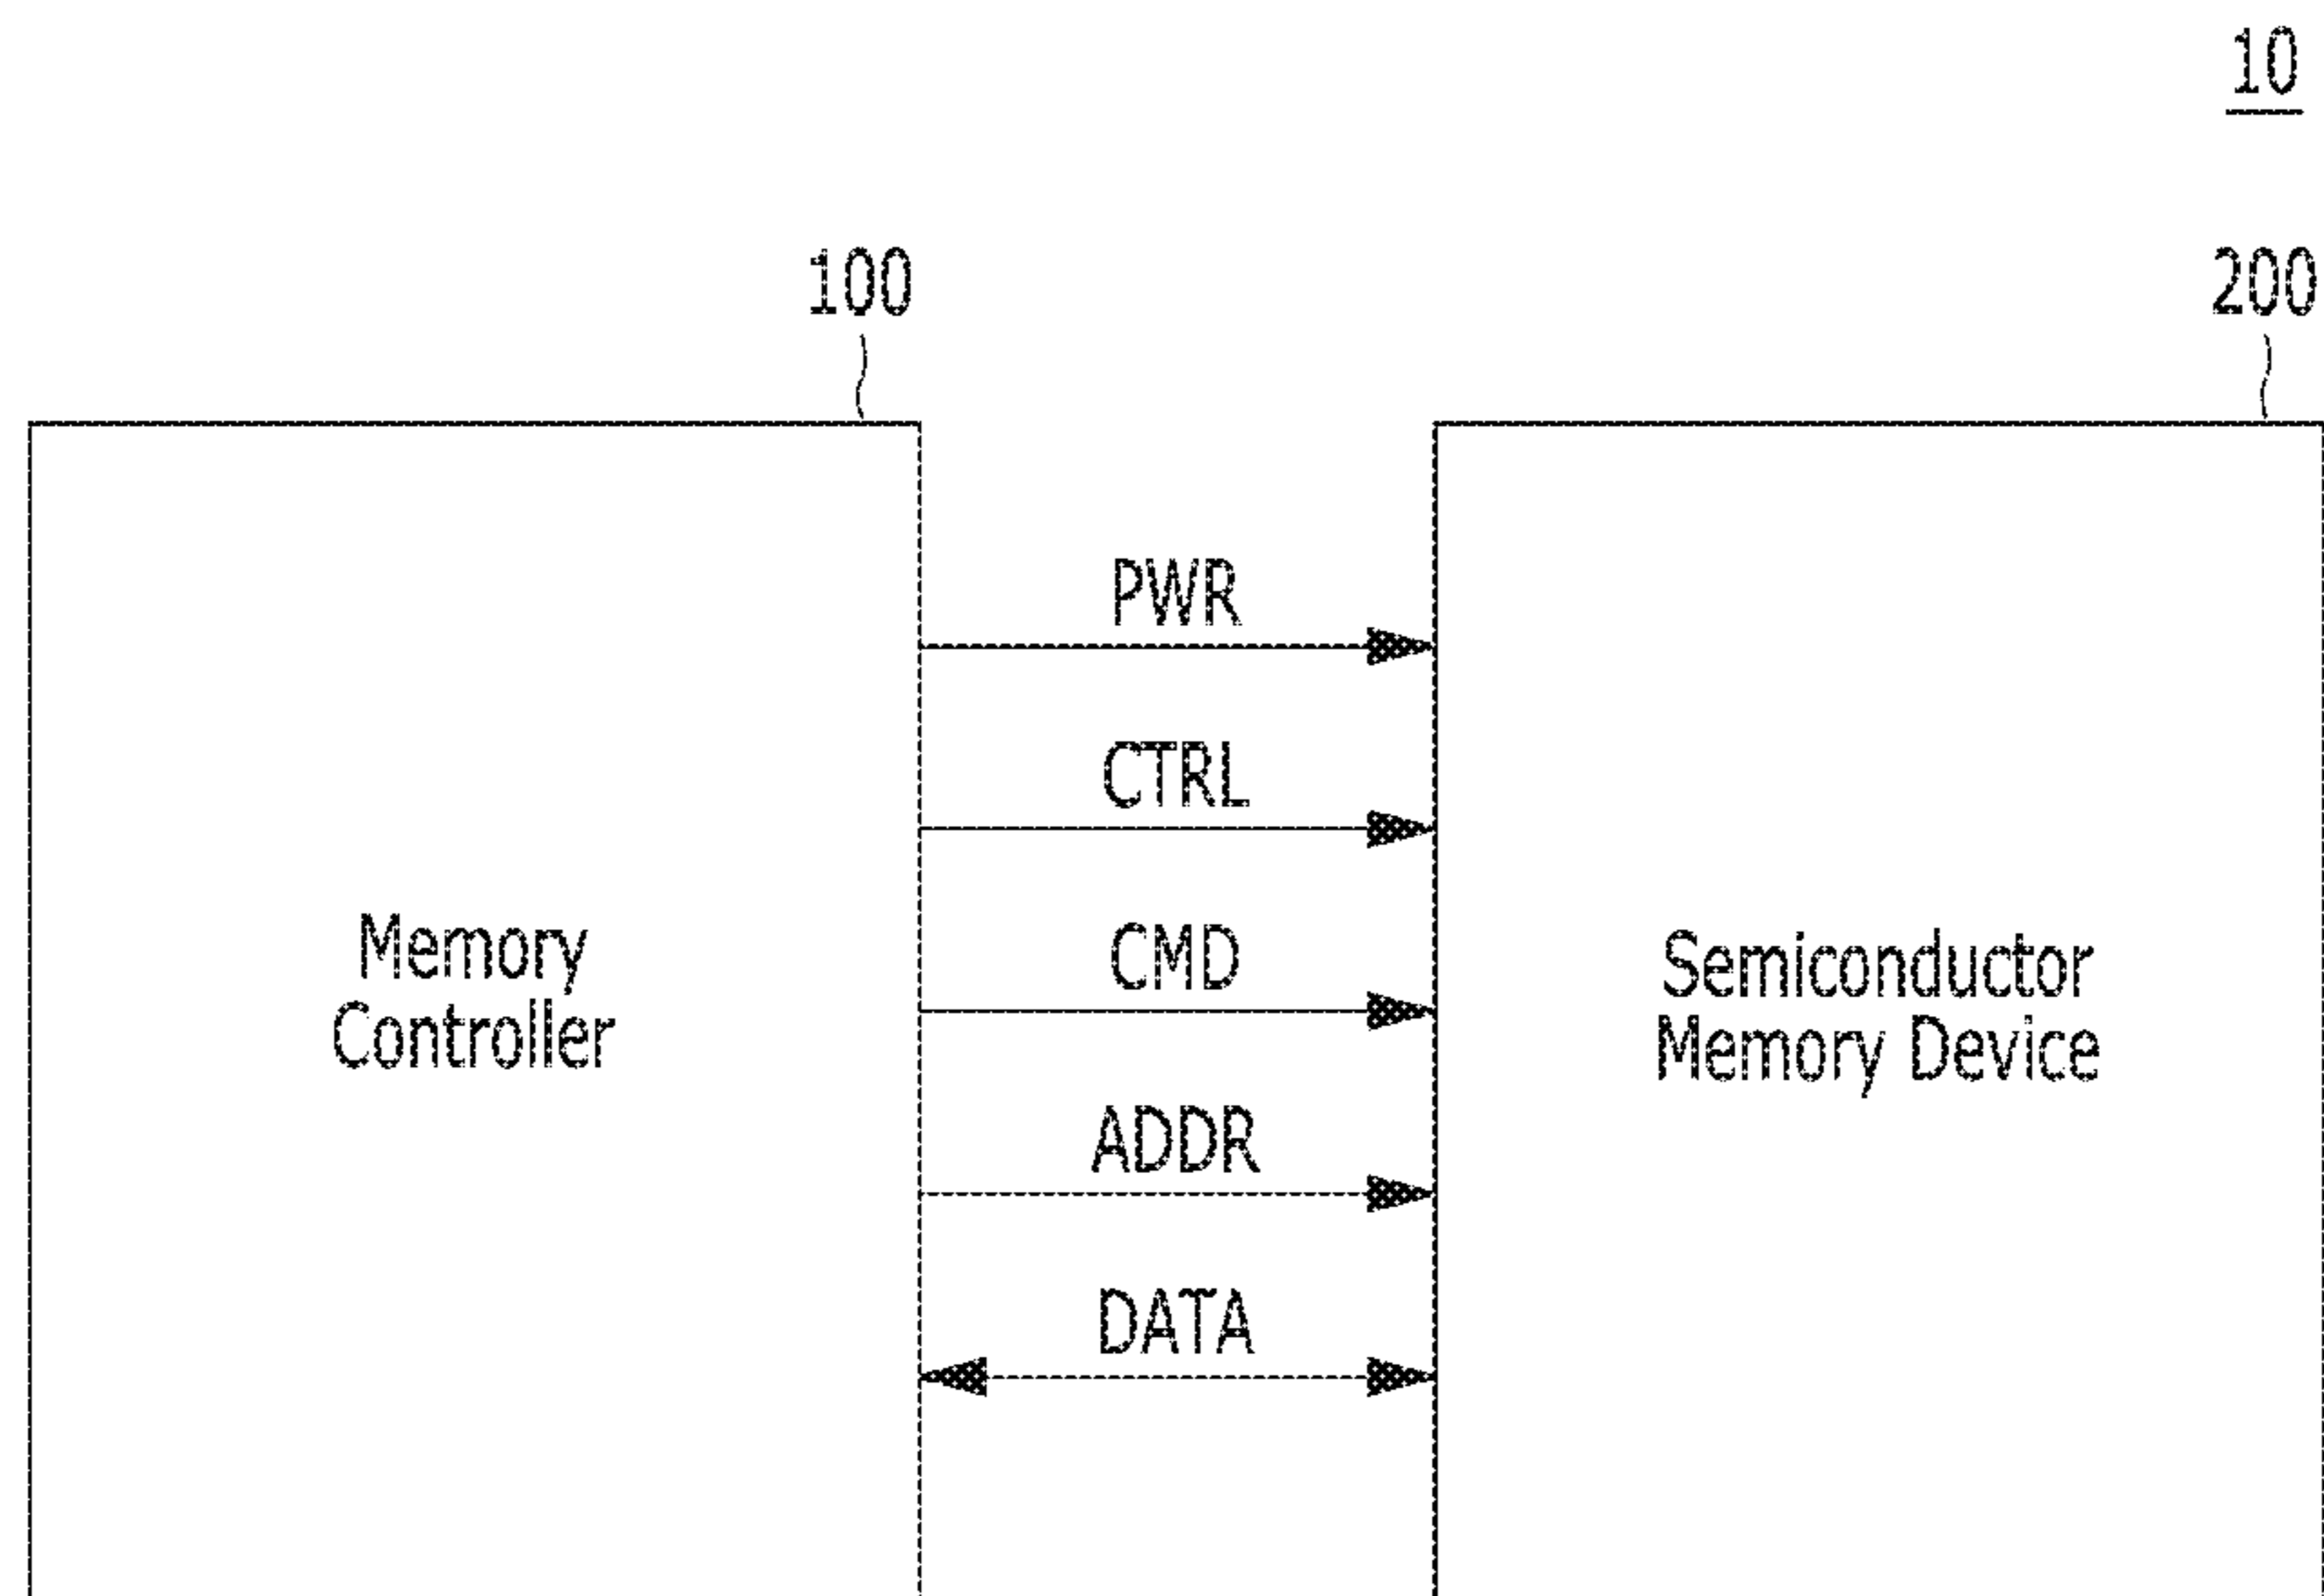 10
100
200
PWR
CTRL
CMD
ADDR
DATA
Memory
Controller
Semiconductor
Memory Device